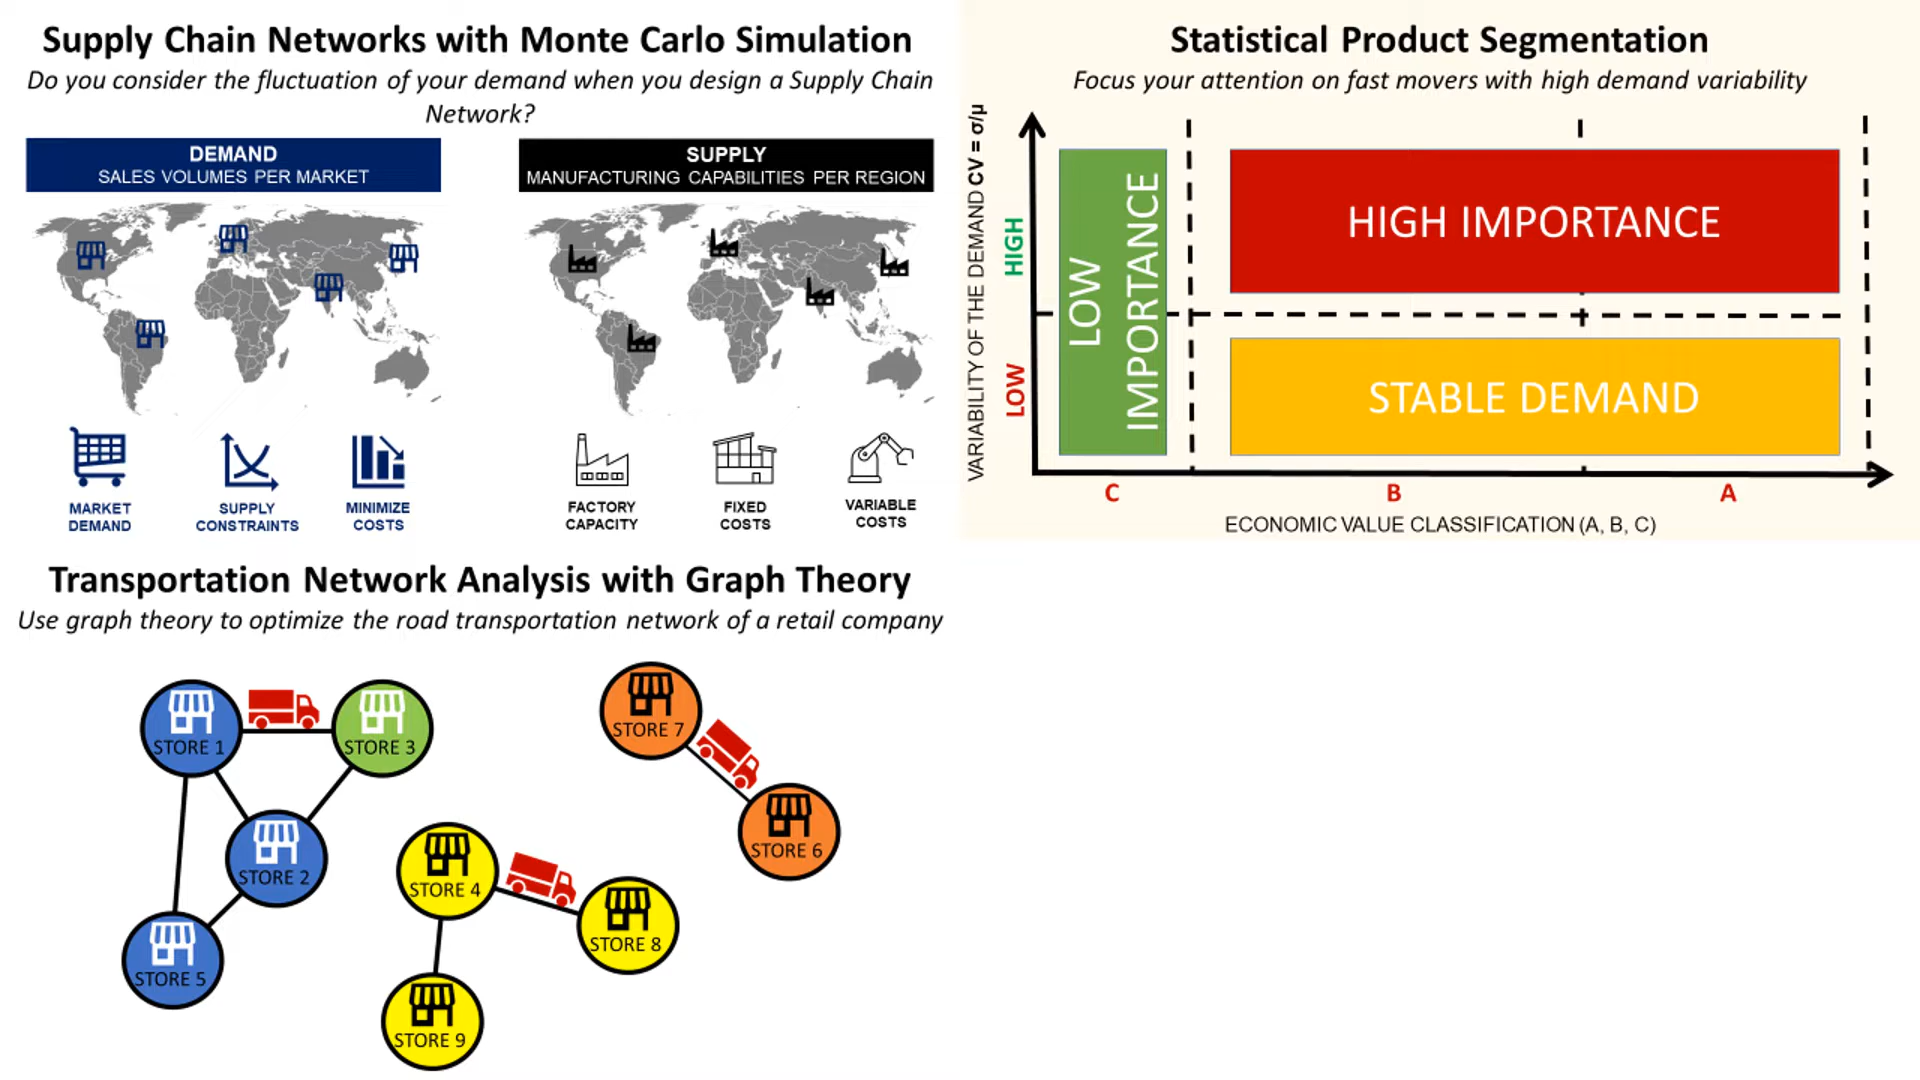 Supply Chain Networks with Monte Carlo Simulation
Do you consider the fluctuation of your demand when you design a Supply Chain
Network?
DEMAND
SALES VOLUMES PER MARKET
SUPPLY
MANUFACTURING CAPABILITIES PER REGION
MARKET
DEMAND
SUPPLY
CONSTRAINTS
MINIMIZE
COSTS
FACTORY
CAPACITY
FIXED
COSTS
VARIABLE
COSTS
Statistical Product Segmentation
Focus your attention on fast movers with high demand variability
VARIABILITY OF THE DEMAND CV = σ/μ
HIGH
LOW
LOW
IMPORTANCE
HIGH IMPORTANCE
STABLE DEMAND
C
B
A
ECONOMIC VALUE CLASSIFICATION (A, B, C)
Transportation Network Analysis with Graph Theory
Use graph theory to optimize the road transportation network of a retail company
STORE 1
STORE 3
STORE 2
STORE 5
STORE 4
STORE 8
STORE 9
STORE 7
STORE 6